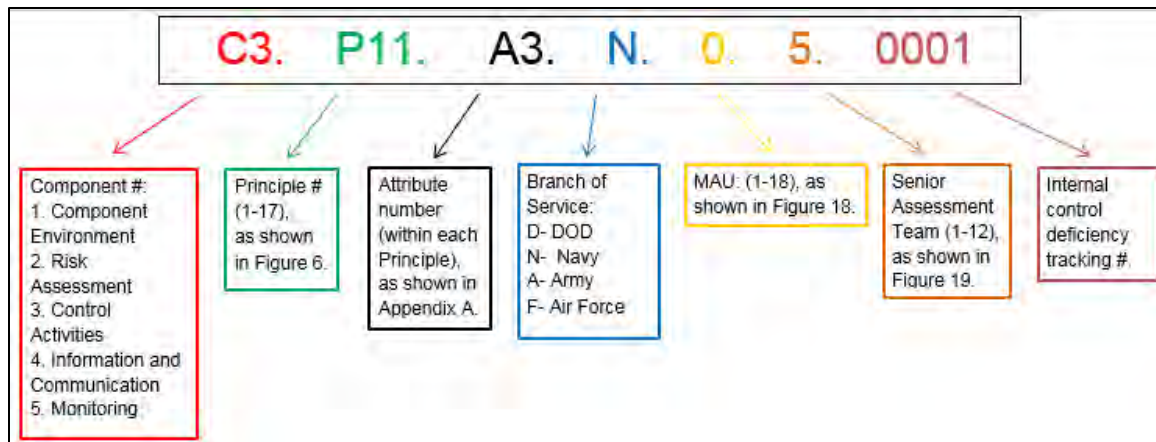 C3. P11. A3. N. 0. 5. 0001
Component #:
1. Component
Environment
2. Risk
Assessment
3. Control
Activities
4. Information and
Communication
5. Monitoring
Principle #
(1-17),
as shown
in Figure 6.
Attribute
number
(within each
Principle),
as shown in
Appendix A.
Branch of
Service:
D- DOD
N- Navy
A- Army
F- Air Force
MAU: (1-18), as
shown in Figure 18.
Senior
Assessment
Team (1-12),
as shown in
Figure 19.
Internal
control
deficiency
tracking #.